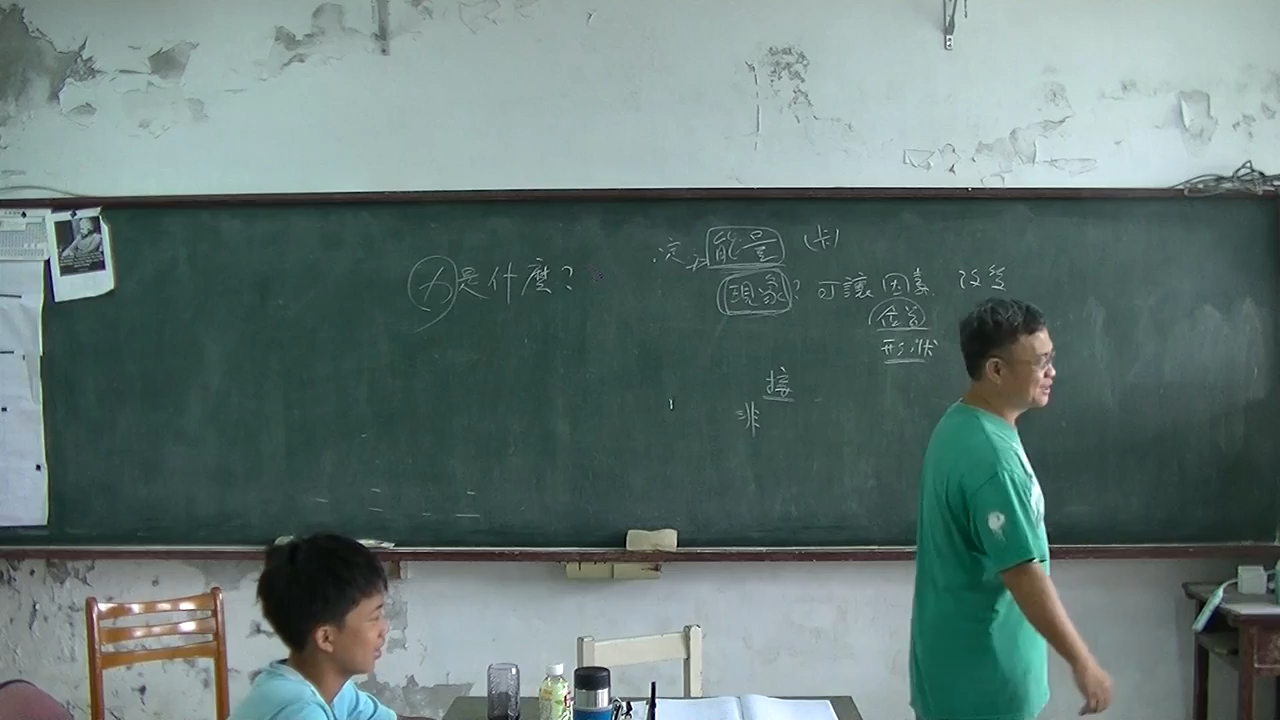 力是什麼?
能量 (卡)
現象? 可讓因素 改變
位置
形狀
接
非